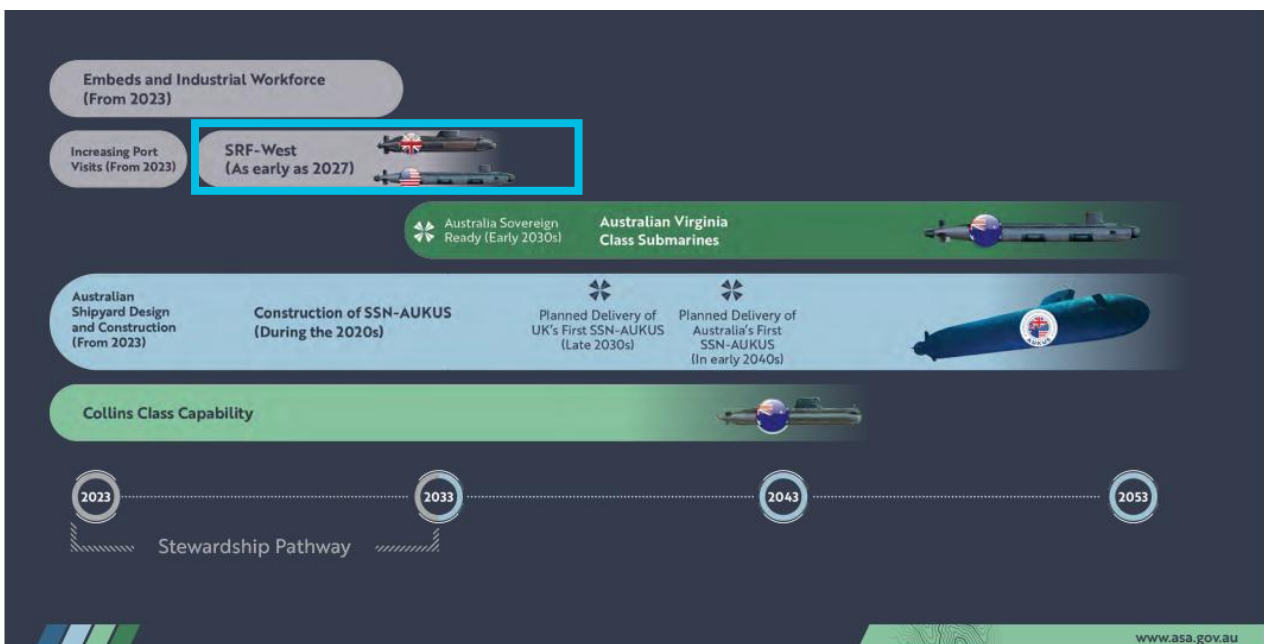 Embeds and Industrial Workforce
(From 2023)
Increasing Port
Visits (From 2023)
SRF-West
(As early as 2027)
Australia Sovereign
Ready (Early 2030s)
Australian Virginia
Class Submarines
Australian
Shipyard Design
and Construction
(From 2023)
Construction of SSN-AUKUS
(During the 2020s)
Planned Delivery of
UK's First SSN-AUKUS
(Late 2030s)
Planned Delivery of
Australia's First
SSN-AUKUS
(In early 2040s)
AUKUS
Collins Class Capability
2023
2033
2043
2053
Stewardship Pathway
www.asa.gov.au